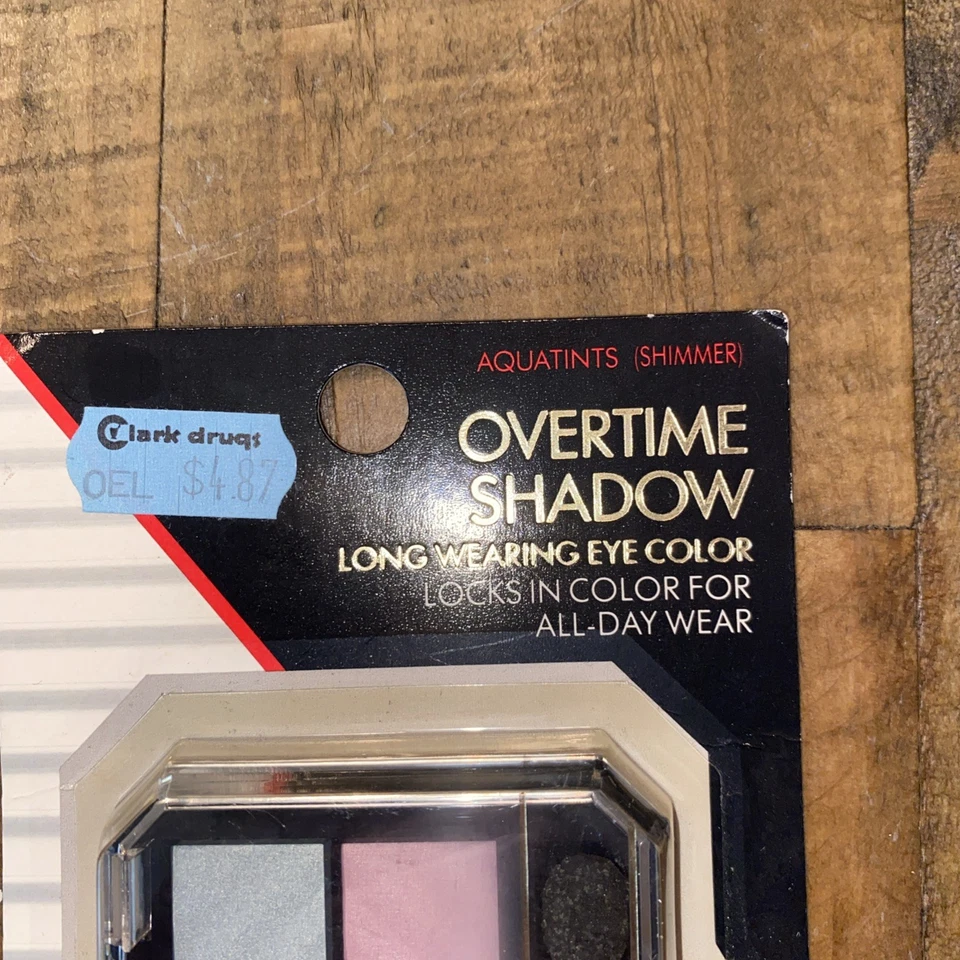 AQUATINTS (SHIMMER)
Clark drugs
OEL $4.87
OVERTIME
SHADOW
LONG WEARING EYE COLOR
LOCKS IN COLOR FOR
ALL-DAY WEAR